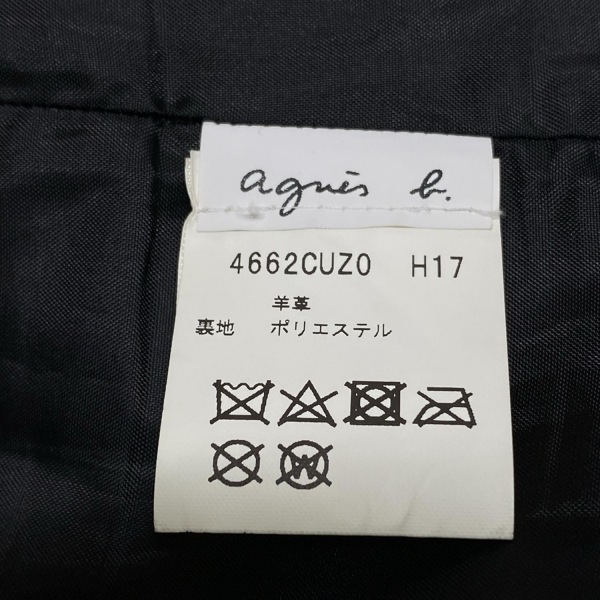 agnès b.
4662CUZ0 H17
羊革
裏地 ポリエステル
W